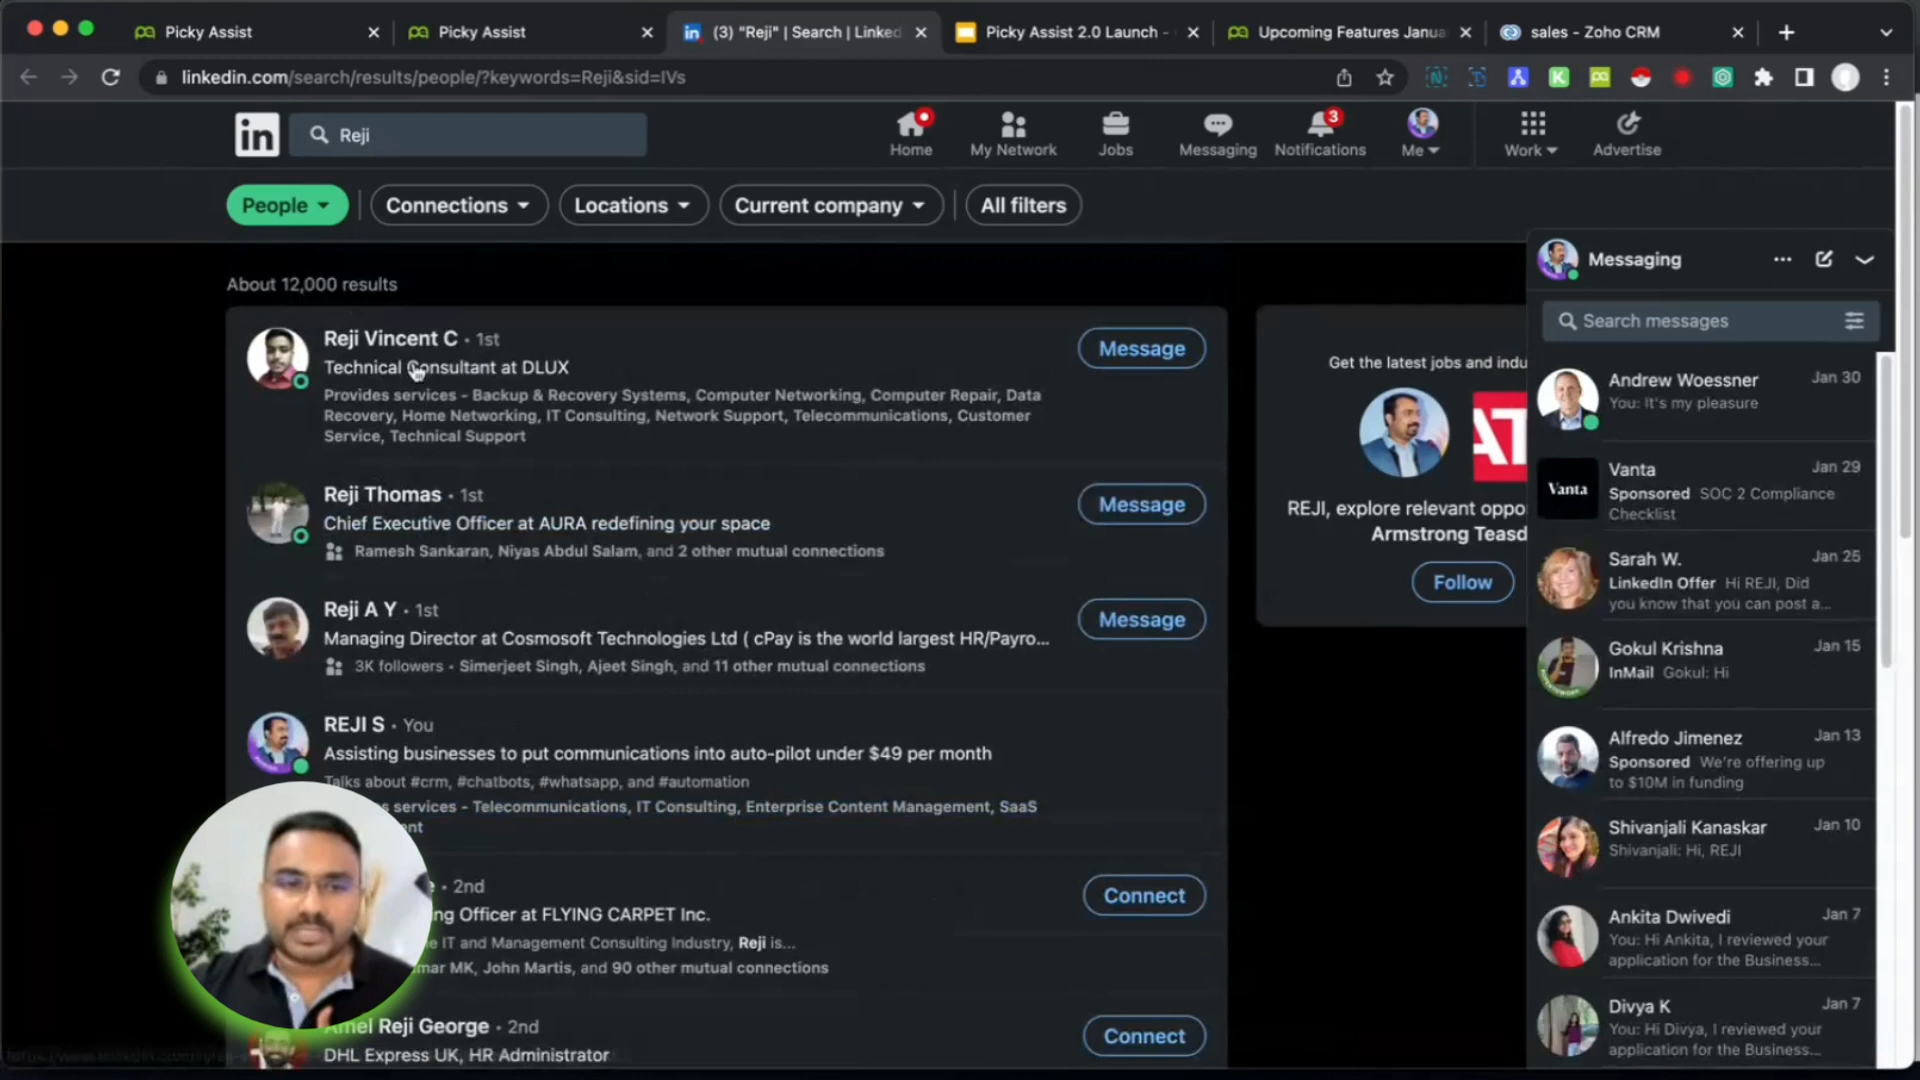 Picky Assist
Picky Assist
(3) "Reji" | Search | Linked
Picky Assist 2.0 Launch -
Upcoming Features Janua
sales - Zoho CRM
linkedin.com/search/results/people/?keywords=Reji&sid=IVs
in
Reji
Home
My Network
Jobs
Messaging
3
Notifications
Me
Work
Advertise
People
Connections
Locations
Current company
All filters
About 12,000 results
Reji Vincent C • 1st
Technical Consultant at DLUX
Provides services - Backup & Recovery Systems, Computer Networking, Computer Repair, Data
Recovery, Home Networking, IT Consulting, Network Support, Telecommunications, Customer
Service, Technical Support
Message
Reji Thomas • 1st
Chief Executive Officer at AURA redefining your space
Ramesh Sankaran, Niyas Abdul Salam, and 2 other mutual connections
Message
Reji A Y • 1st
Managing Director at Cosmosoft Technologies Ltd ( cPay is the world largest HR/Payro...
3K followers • Simerjeet Singh, Ajeet Singh, and 11 other mutual connections
Message
REJI S • You
Assisting businesses to put communications into auto-pilot under $49 per month
Talks about #crm, #chatbots, #whatsapp, and #automation
s services - Telecommunications, IT Consulting, Enterprise Content Management, SaaS
ent
e • 2nd
ng Officer at FLYING CARPET Inc.
e IT and Management Consulting Industry, Reji is...
mar MK, John Martis, and 90 other mutual connections
Connect
Reji George • 2nd
DHL Express UK, HR Administrator
Connect
Get the latest jobs and indu
REJI, explore relevant oppo
Armstrong Teasd
Follow
Messaging
Search messages
Andrew Woessner
Jan 30
You: It's my pleasure
Vanta
Vanta
Jan 29
Sponsored SOC 2 Compliance
Checklist
Sarah W.
Jan 25
LinkedIn Offer Hi REJI, Did
you know that you can post a...
Gokul Krishna
Jan 15
InMail Gokul: Hi
Alfredo Jimenez
Jan 13
Sponsored We're offering up
to $10M in funding
Shivanjali Kanaskar
Jan 10
Shivanjali: Hi, REJI
Ankita Dwivedi
Jan 7
You: Hi Ankita, I reviewed your
application for the Business...
Divya K
Jan 7
You: Hi Divya, I reviewed your
application for the Business...